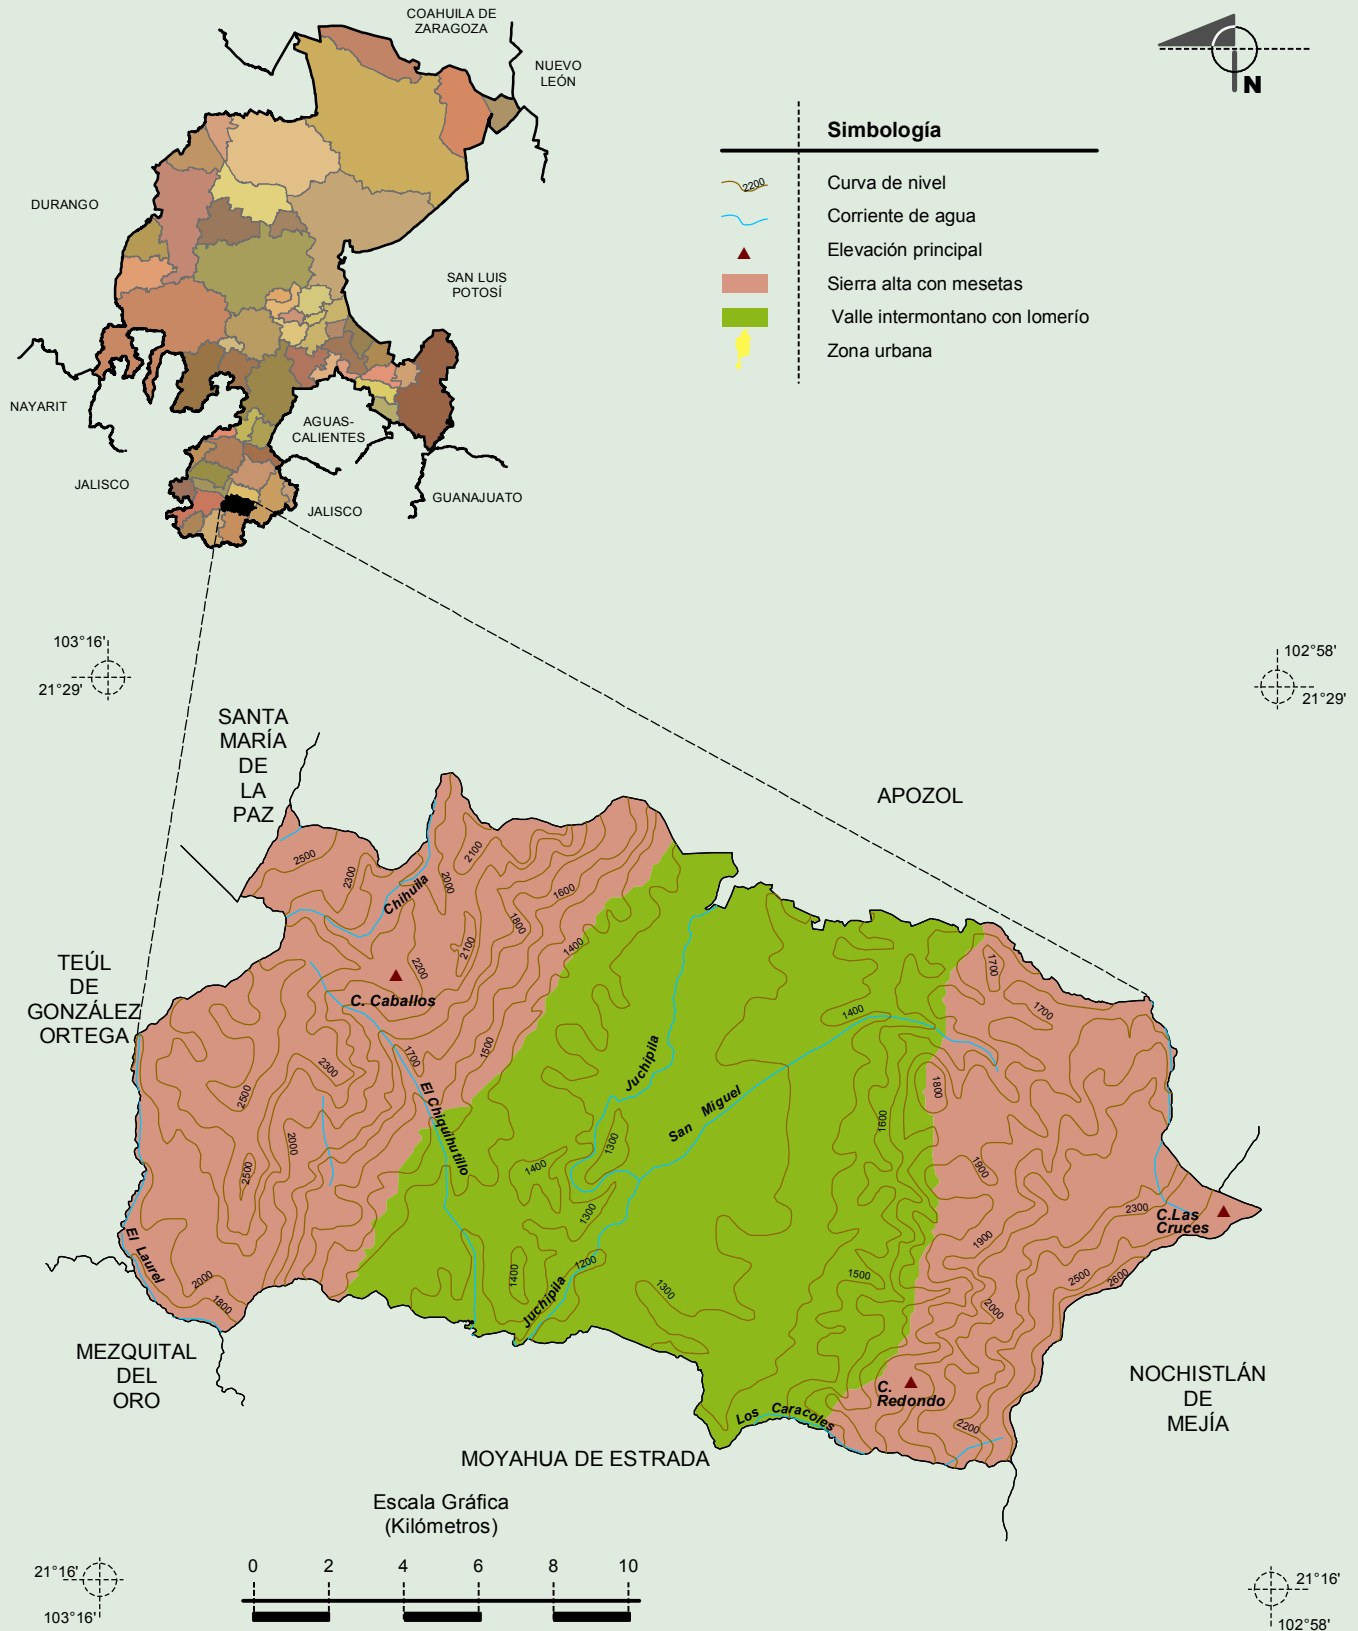 COAHUILA DE
ZARAGOZA
NUEVO
LEÓN
DURANGO
SAN LUIS
POTOSÍ
NAYARIT
AGUAS-
CALIENTES
JALISCO
GUANAJUATO
JALISCO
N
Simbología
2200
Curva de nivel
Corriente de agua
Elevación principal
Sierra alta con mesetas
Valle intermontano con lomerío
Zona urbana
103°16'
21°29'
102°58'
21°29'
SANTA
MARÍA
DE
LA
PAZ
APOZOL
TEÚL
DE
GONZÁLEZ
ORTEGA
MEZQUITAL
DEL
ORO
MOYAHUA DE ESTRADA
NOCHISTLÁN
DE
MEJÍA
2500
2300
Chihuila
2000
2100
1600
1800
2100
1400
2200
C. Caballos
1500
1700
2300
2500
2000
2500
El Chiquihutillo
El Laurel
2000
1800
Juchipila
San Miguel
1400
1300
1400
1300
1200
1400
Juchipila
1300
1700
1700
1800
1600
1900
1900
2300
C.Las
Cruces
2500
2600
2000
1500
C.
Redondo
Los Caracoles
2200
Escala Gráfica
(Kilómetros)
0 2 4 6 8 10
21°16'
103°16'
21°16'
102°58'